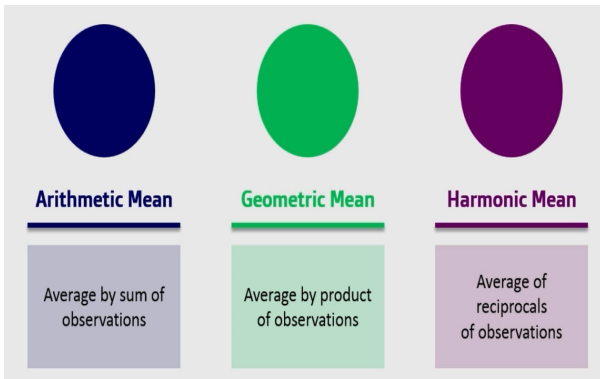 Arithmetic Mean
Geometric Mean
Harmonic Mean
Average by sum of
observations
Average by product
of observations
Average of
reciprocals
of observations